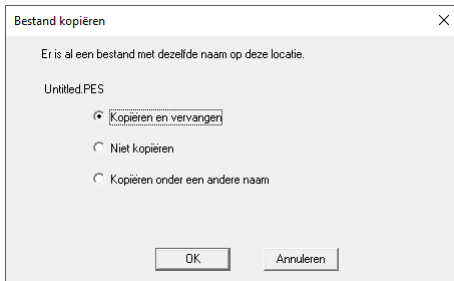 Bestand kopiëren
Er is al een bestand met dezelfde naam op deze locatie.
Untitled.PES
Kopiëren en vervangen
Niet kopiëren
Kopiëren onder een andere naam
OK
Annuleren